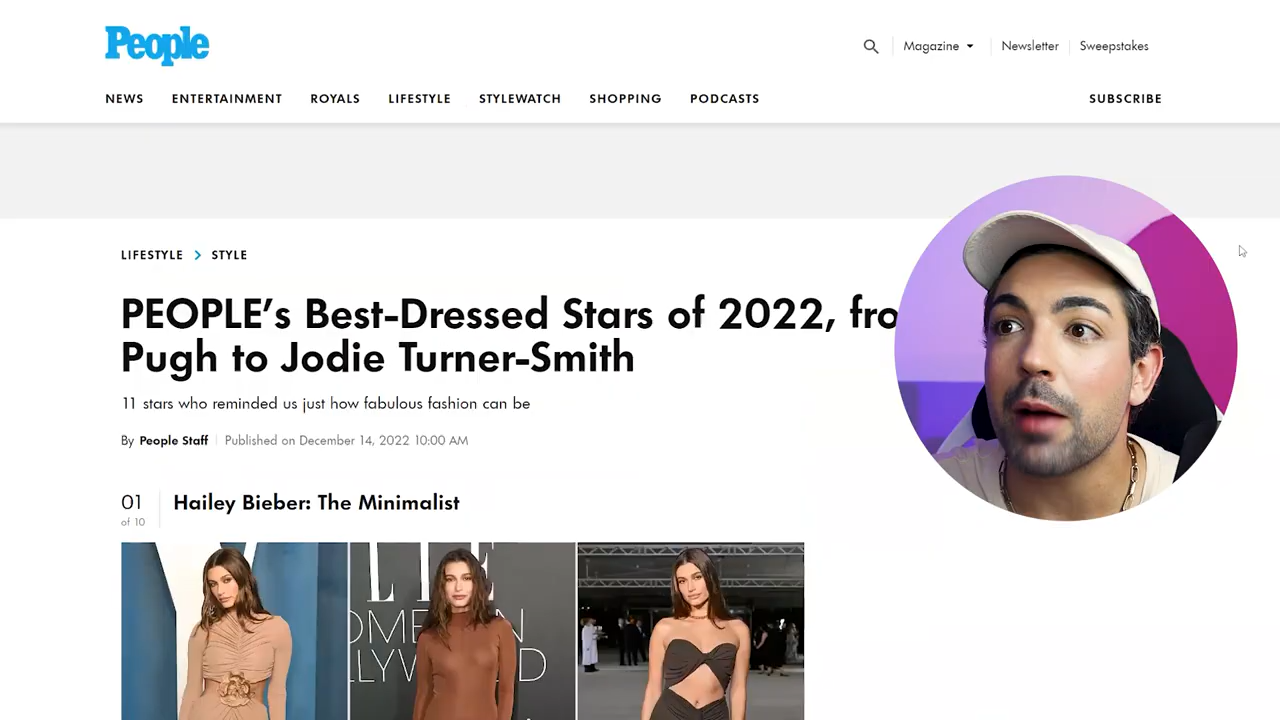 People
Magazine
Newsletter
Sweepstakes
NEWS
ENTERTAINMENT
ROYALS
LIFESTYLE
STYLEWATCH
SHOPPING
PODCASTS
SUBSCRIBE
LIFESTYLE > STYLE
PEOPLE’s Best-Dressed Stars of 2022, fro
Pugh to Jodie Turner-Smith
11 stars who reminded us just how fabulous fashion can be
By People Staff | Published on December 14, 2022 10:00 AM
01
of 10
Hailey Bieber: The Minimalist